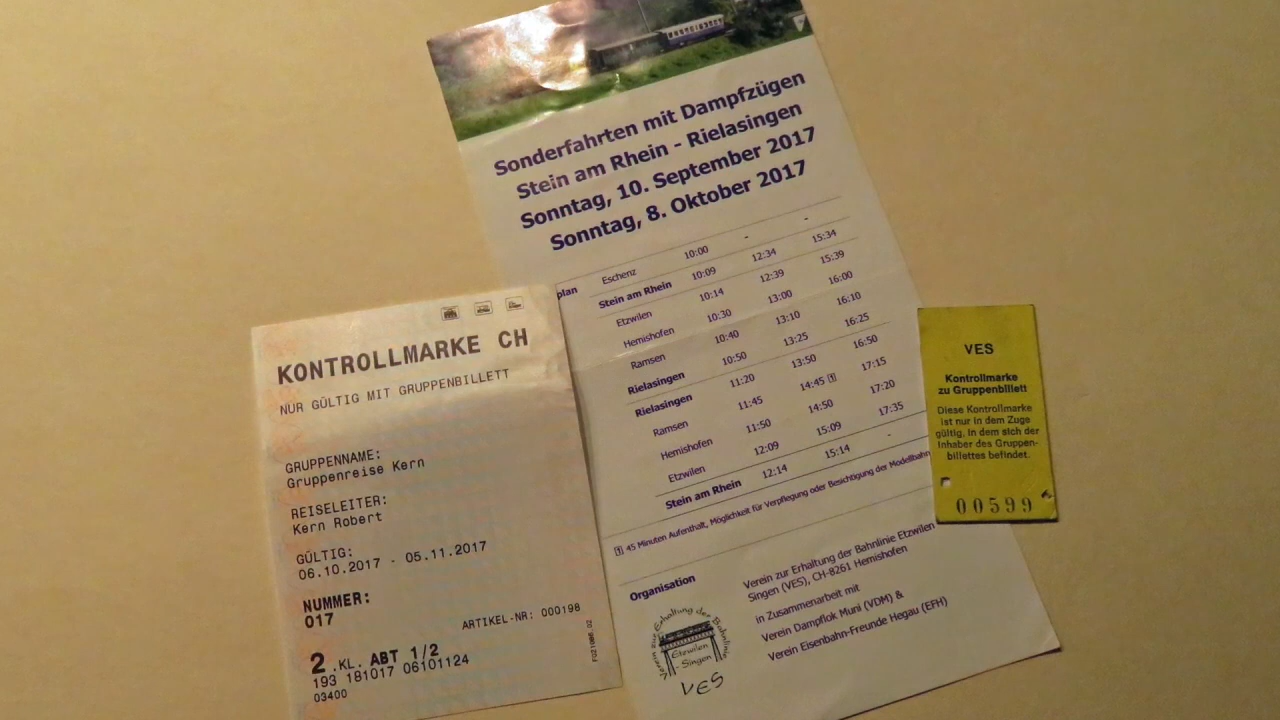 Sonderfahrten mit Dampfzügen
Stein am Rhein - Rielasingen
Sonntag, 10. September 2017
Sonntag, 8. Oktober 2017
plan
Eschenz 10:00 - -
Stein am Rhein 10:09 12:34 15:34
Etzwilen 10:14 12:39 15:39
Hemishofen 10:30 13:00 16:00
Ramsen 10:40 13:10 16:10
Rielasingen 10:50 13:25 16:25
Rielasingen 11:20 13:50 16:50
Ramsen 11:45 14:45 17:15
Hemishofen 11:50 14:50 17:20
Etzwilen 12:09 15:09 17:35
Stein am Rhein 12:14 15:14 -
45 Minuten Aufenthalt, Möglichkeit für Verpflegung oder Besichtigung der Modellbahn
Organisation
Verein zur Erhaltung der Bahnlinie Etzwilen
Singen (VES), CH-8261 Hemishofen
in Zusammenarbeit mit
Verein Dampflok Muni (VDM) &
Verein Eisenbahn-Freunde Hegau (EFH)
Verein zur Erhaltung der Bahnlinie
Etzwilen
- Singen
VES
KONTROLLMARKE CH
NUR GÜLTIG MIT GRUPPENBILLETT
GRUPPENNAME:
Gruppenreise Kern
REISELEITER:
Kern Robert
GÜLTIG:
06.10.2017 - 05.11.2017
NUMMER:
017
ARTIKEL-NR: 000198
2.KL. ABT 1/2
193 181017 06101124
03400
VES
Kontrollmarke
zu Gruppenbillett
Diese Kontrollmarke
ist nur in dem Zuge
gültig, in dem sich der
Inhaber des Gruppen-
billettes befindet.
00599